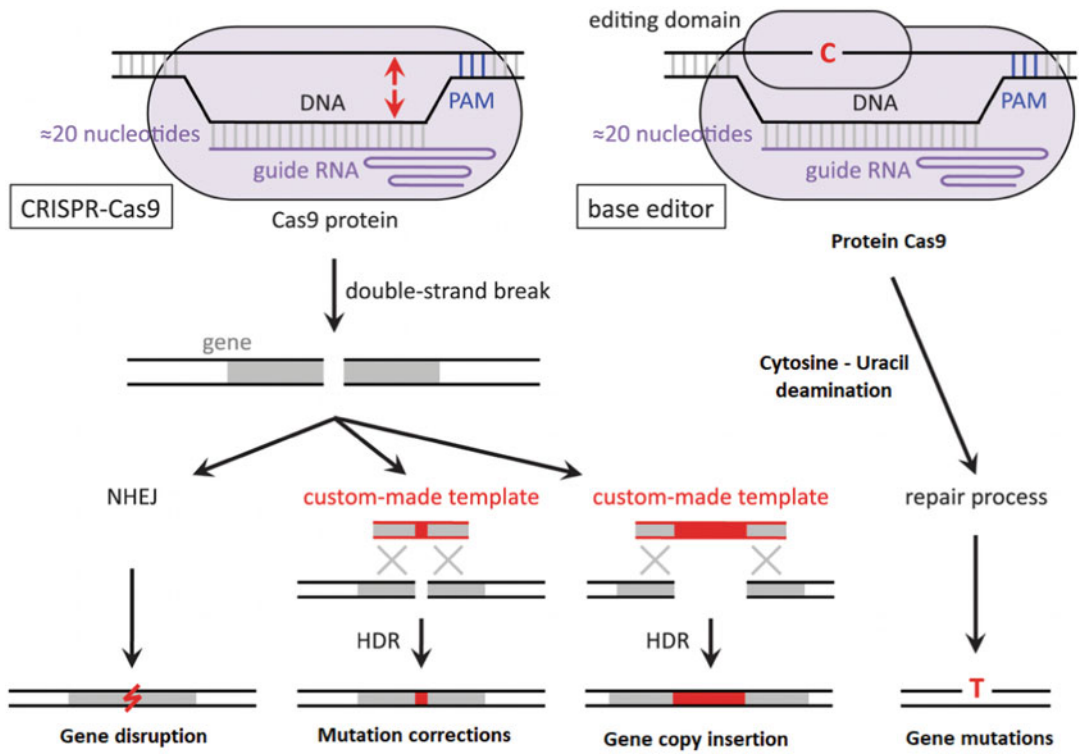 editing domain
C
DNA
PAM
≈20 nucleotides
guide RNA
CRISPR-Cas9
Cas9 protein
DNA
PAM
≈20 nucleotides
guide RNA
base editor
Protein Cas9
double-strand break
gene
Cytosine - Uracil
deamination
NHEJ
custom-made template
custom-made template
repair process
HDR
HDR
T
Gene disruption
Mutation corrections
Gene copy insertion
Gene mutations